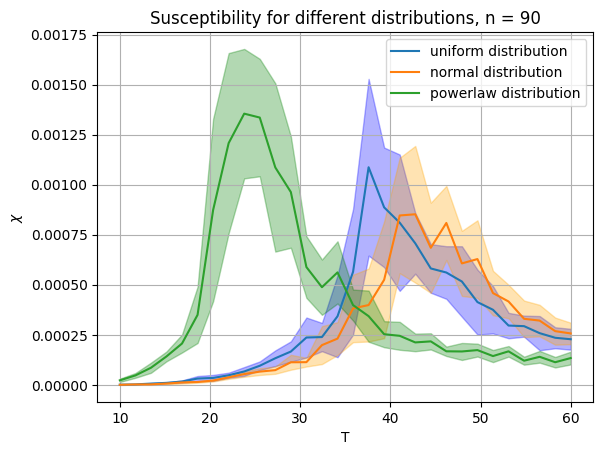 Susceptibility for different distributions, n = 90
uniform distribution
normal distribution
powerlaw distribution
0.00175
0.00150
0.00125
0.00100
0.00075
0.00050
0.00025
0.00000
χ
10 20 30 40 50 60
T